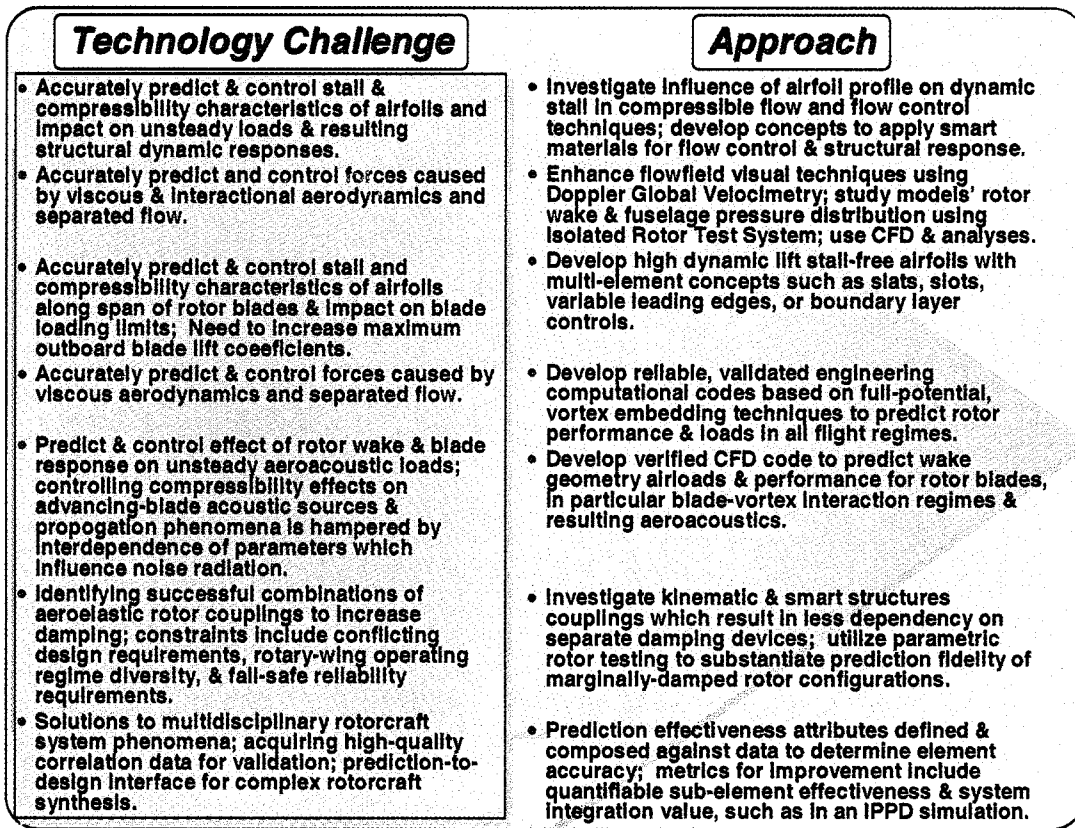 Technology Challenge
• Accurately predict & control stall &
compressibility characteristics of airfoils and
impact on unsteady loads & resulting
structural dynamic responses.
• Accurately predict and control forces caused
by viscous & interactional aerodynamics and
separated flow.
• Accurately predict & control stall and
compressibility characteristics of airfoils
along span of rotor blades & impact on blade
loading limits; Need to increase maximum
outboard blade lift coeeficients.
• Accurately predict & control forces caused by
viscous aerodynamics and separated flow.
• Predict & control effect of rotor wake & blade
response on unsteady aeroacoustic loads;
controlling compressibility effects on
advancing-blade acoustic sources &
propogation phenomena is hampered by
interdependence of parameters which
influence noise radiation.
• Identifying successful combinations of
aeroelastic rotor couplings to increase
damping; constraints include conflicting
design requirements, rotary-wing operating
regime diversity, & fail-safe reliability
requirements.
• Solutions to multidisciplinary rotorcraft
system phenomena; acquiring high-quality
correlation data for validation; prediction-to-
design interface for complex rotorcraft
synthesis.
Approach
• Investigate influence of airfoil profile on dynamic
stall in compressible flow and flow control
techniques; develop concepts to apply smart
materials for flow control & structural response.
• Enhance flowfield visual techniques using
Doppler Global Velocimetry; study models' rotor
wake & fuselage pressure distribution using
Isolated Rotor Test System; use CFD & analyses.
• Develop high dynamic lift stall-free airfoils with
multi-element concepts such as slats, slots,
variable leading edges, or boundary layer
controls.
• Develop reliable, validated engineering
computational codes based on full-potential,
vortex embedding techniques to predict rotor
performance & loads in all flight regimes.
• Develop verified CFD code to predict wake
geometry airloads & performance for rotor blades,
in particular blade-vortex interaction regimes &
resulting aeroacoustics.
• Investigate kinematic & smart structures
couplings which result in less dependency on
separate damping devices; utilize parametric
rotor testing to substantiate prediction fidelity of
marginally-damped rotor configurations.
• Prediction effectiveness attributes defined &
composed against data to determine element
accuracy; metrics for improvement include
quantifiable sub-element effectiveness & system
integration value, such as in an IPPD simulation.